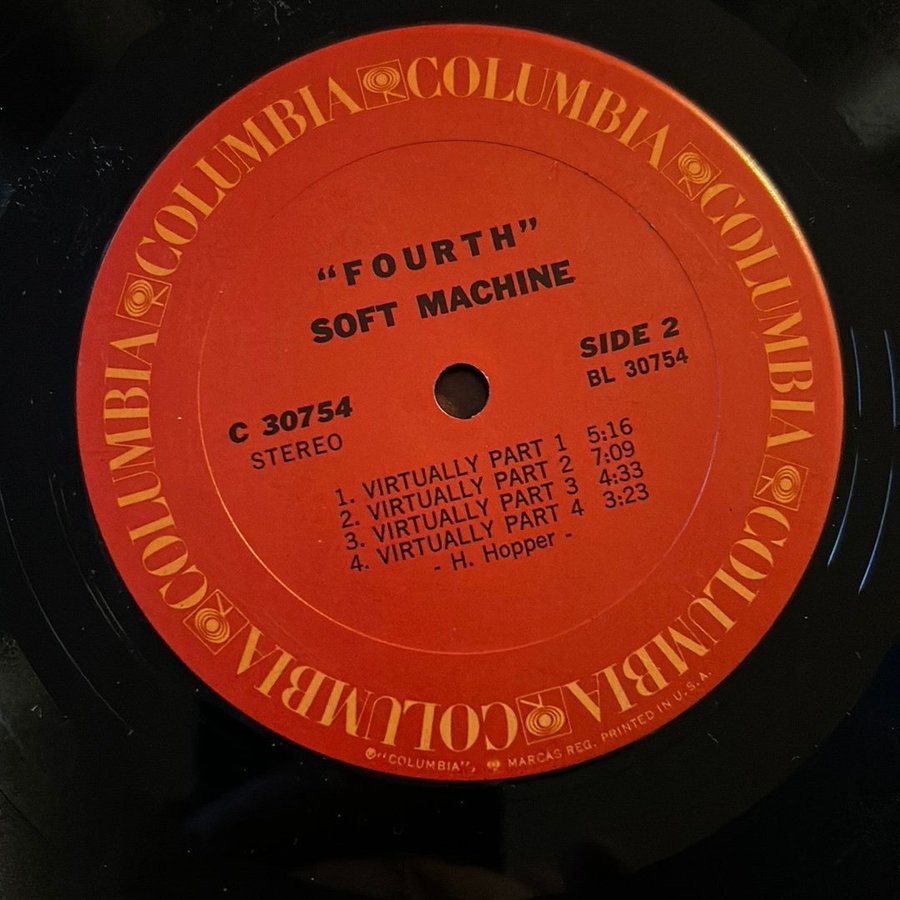 COLUMBIA COLUMBIA COLUMBIA COLUMBIA COLUMBIA COLUMBIA COLUMBIA
"FOURTH"
SOFT MACHINE
SIDE 2
BL 30754
C 30754
STEREO
1. VIRTUALLY PART 1 5:16
2. VIRTUALLY PART 2 7:09
3. VIRTUALLY PART 3 4:33
4. VIRTUALLY PART 4 3:23
- H. Hopper -
"COLUMBIA", MARCAS REG. PRINTED IN U.S.A.